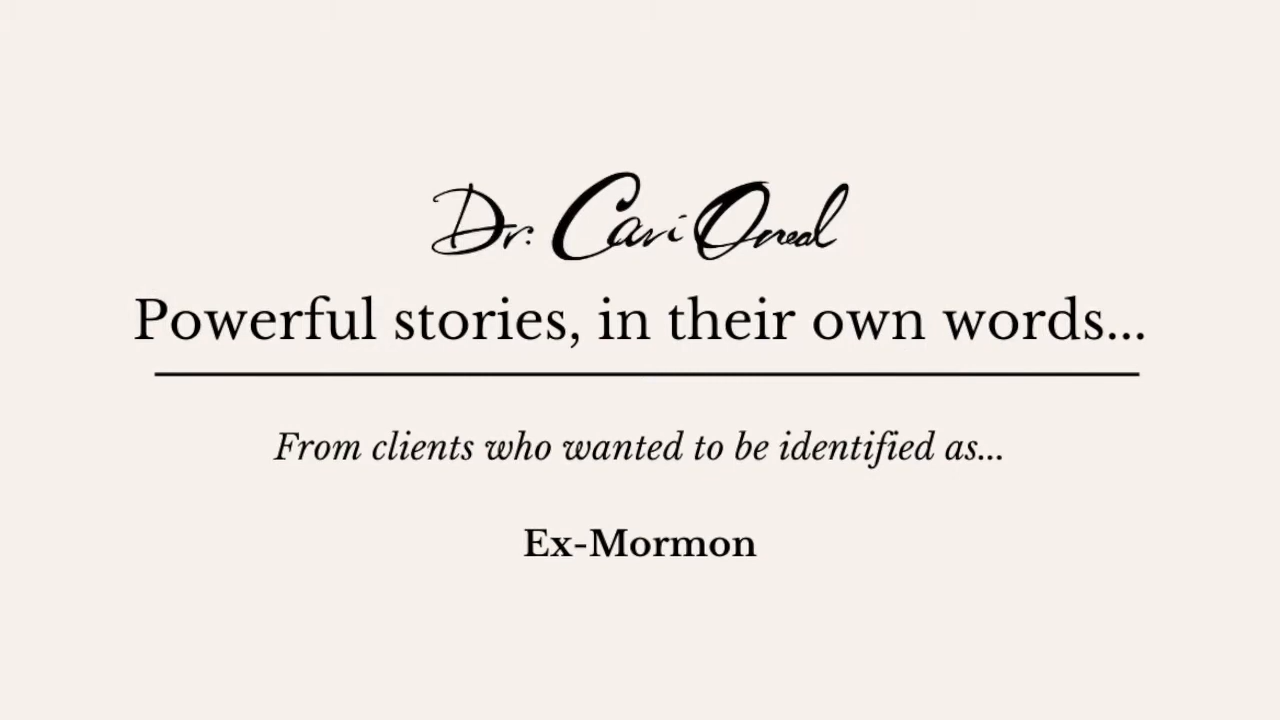 Dr. Cari Oneal
Powerful stories, in their own words...
From clients who wanted to be identified as...
Ex-Mormon